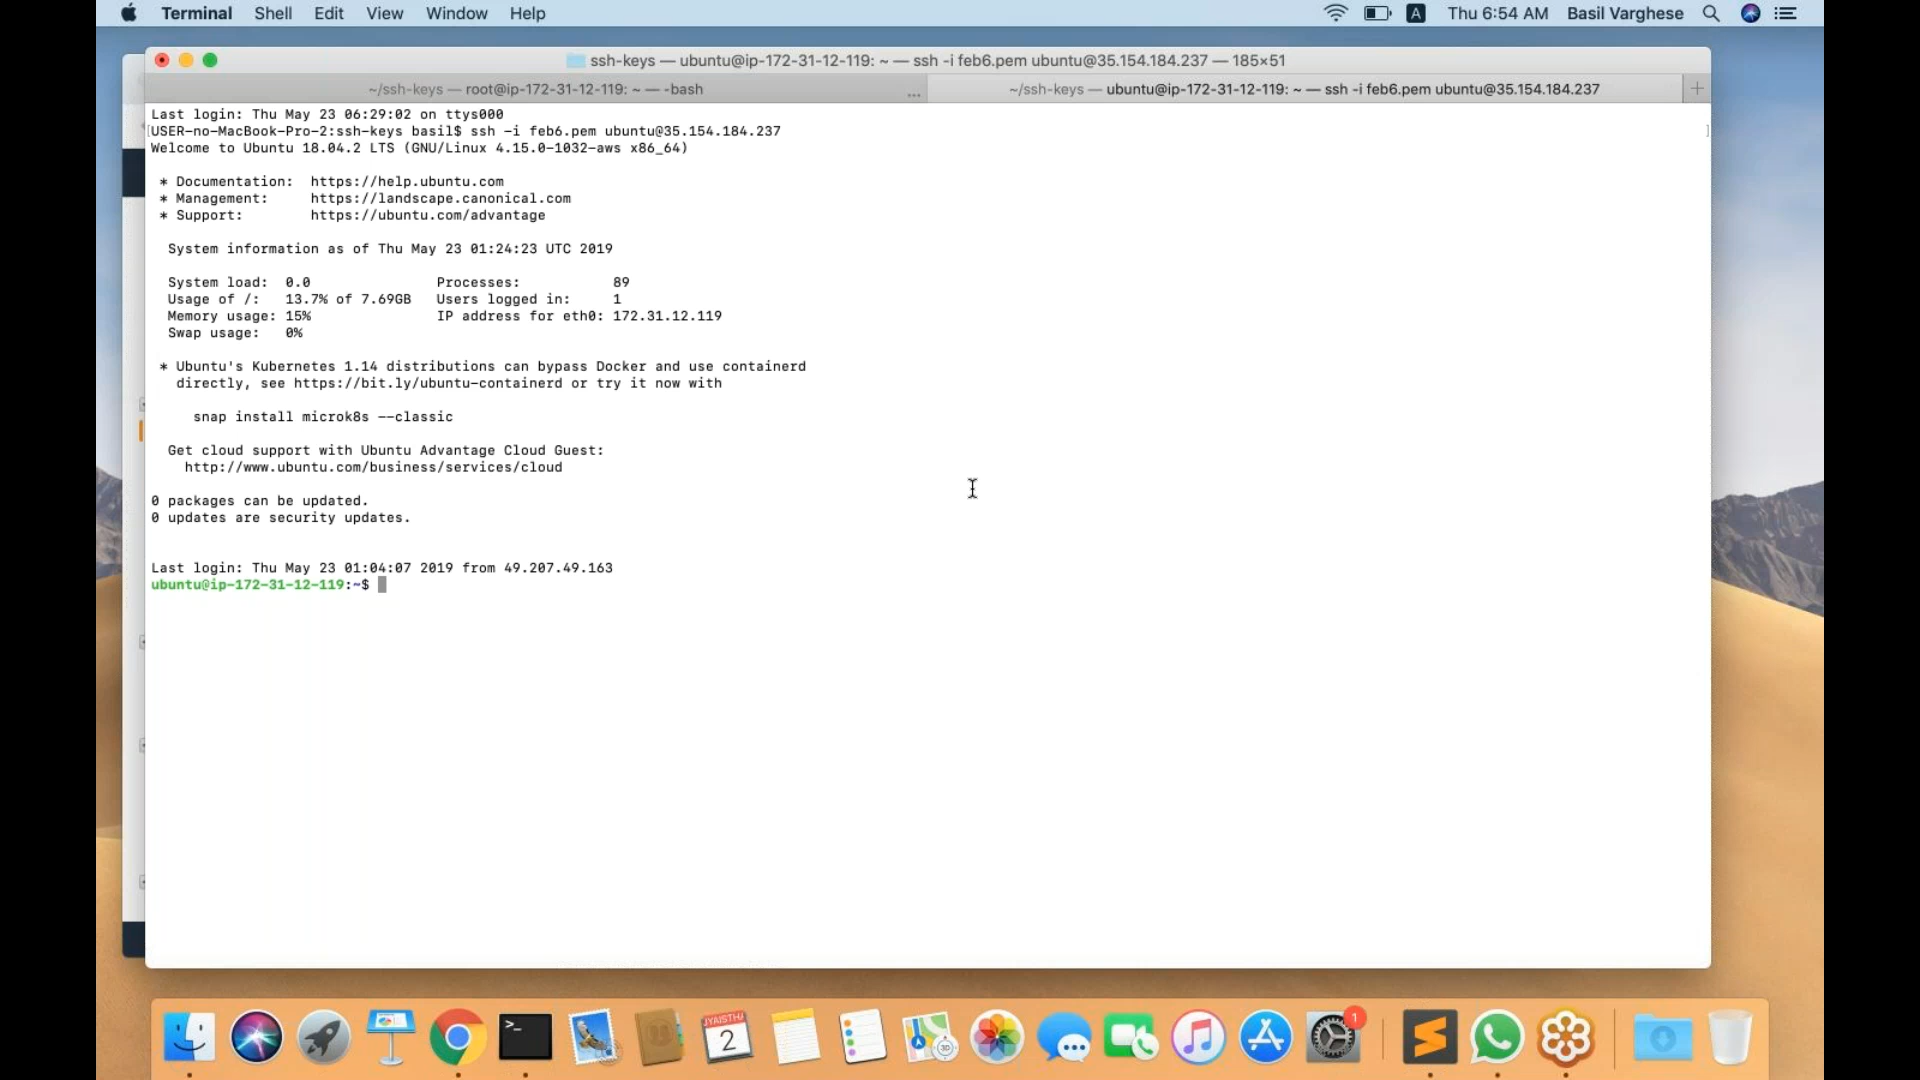 Terminal Shell Edit View Window Help A Thu 6:54 AM Basil Varghese
ssh-keys — ubuntu@ip-172-31-12-119: ~ — ssh -i feb6.pem ubuntu@35.154.184.237 — 185×51
~/ssh-keys — root@ip-172-31-12-119: ~ — -bash ... ~/ssh-keys — ubuntu@ip-172-31-12-119: ~ — ssh -i feb6.pem ubuntu@35.154.184.237 +
Last login: Thu May 23 06:29:02 on ttys000
[USER-no-MacBook-Pro-2:ssh-keys basil$ ssh -i feb6.pem ubuntu@35.154.184.237 ]
Welcome to Ubuntu 18.04.2 LTS (GNU/Linux 4.15.0-1032-aws x86_64)
* Documentation: https://help.ubuntu.com
* Management: https://landscape.canonical.com
* Support: https://ubuntu.com/advantage
System information as of Thu May 23 01:24:23 UTC 2019
System load: 0.0 Processes: 89
Usage of /: 13.7% of 7.69GB Users logged in: 1
Memory usage: 15% IP address for eth0: 172.31.12.119
Swap usage: 0%
* Ubuntu's Kubernetes 1.14 distributions can bypass Docker and use containerd
directly, see https://bit.ly/ubuntu-containerd or try it now with
snap install microk8s --classic
Get cloud support with Ubuntu Advantage Cloud Guest:
http://www.ubuntu.com/business/services/cloud
0 packages can be updated.
0 updates are security updates.
Last login: Thu May 23 01:04:07 2019 from 49.207.49.163
ubuntu@ip-172-31-12-119:~$
>_
JYAISTHA
2
3D
1